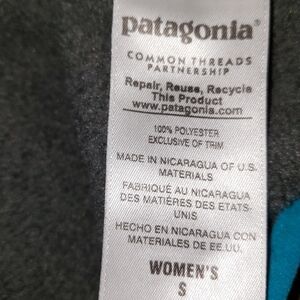 patagonia®
COMMON THREADS
PARTNERSHIP
Repair, Reuse, Recycle
This Product
www.patagonia.com
100% POLYESTER
EXCLUSIVE OF TRIM
MADE IN NICARAGUA OF U.S.
MATERIALS
FABRIQUÉ AU NICARAGUA
DES MATIÈRES DES ETATS-
UNIS
HECHO EN NICARAGUA CON
MATERIALES DE EE.UU.
WOMEN'S
S